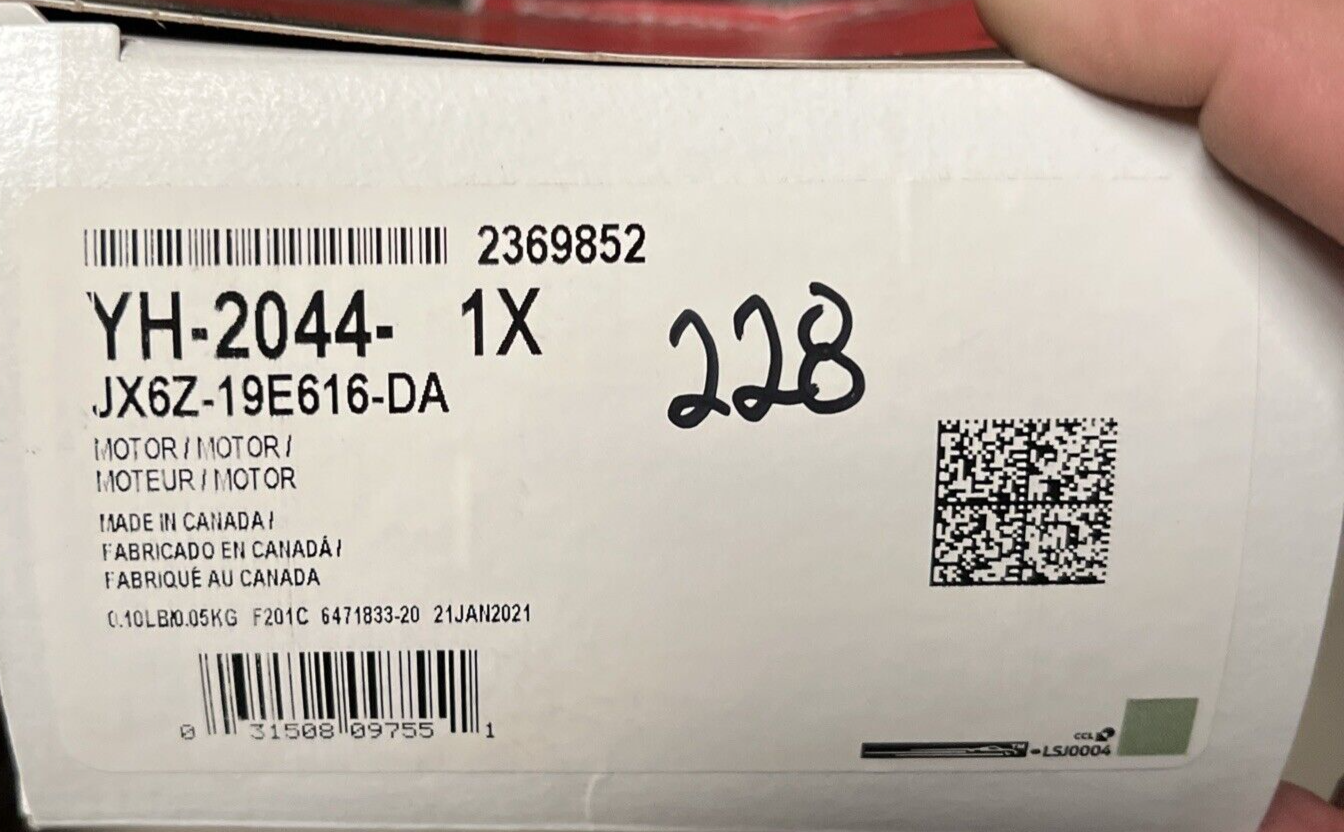 2369852
YH-2044- 1X
228
JX6Z-19E616-DA
MOTOR / MOTOR /
MOTEUR / MOTOR
MADE IN CANADA /
FABRICADO EN CANADÁ /
FABRIQUÉ AU CANADA
0.10LB/0.05KG F201C 6471833-20 21JAN2021
0 31508 09755 1
CCL
-LSJ0004